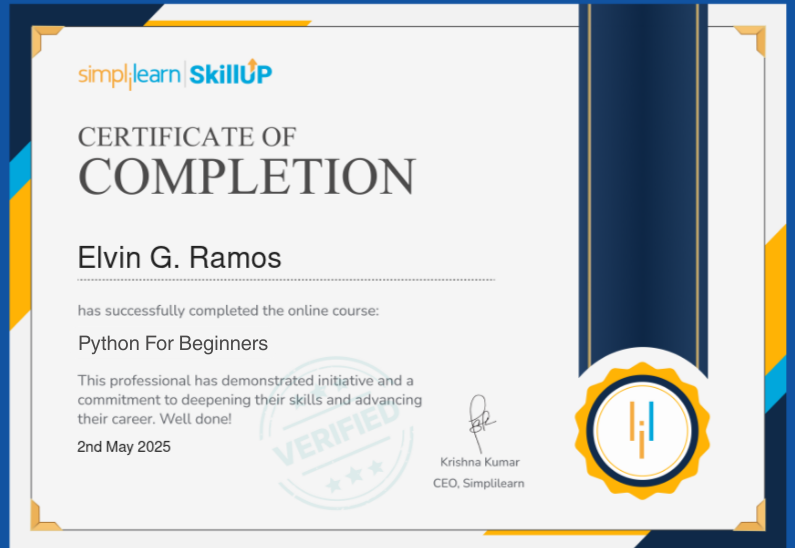 simplilearn | SkillUP
CERTIFICATE OF
COMPLETION
Elvin G. Ramos
has successfully completed the online course:
Python For Beginners
This professional has demonstrated initiative and a
commitment to deepening their skills and advancing
their career. Well done!
2nd May 2025
VERIFIED
Krishna Kumar
CEO, Simplilearn